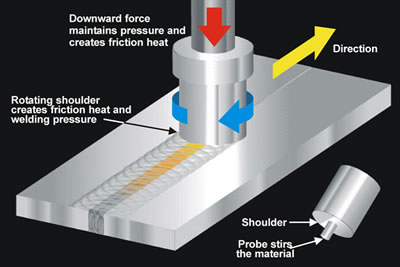 Downward force
maintains pressure and
creates friction heat
Direction
Rotating shoulder
creates friction heat and
welding pressure
Shoulder
Probe stirs
the material